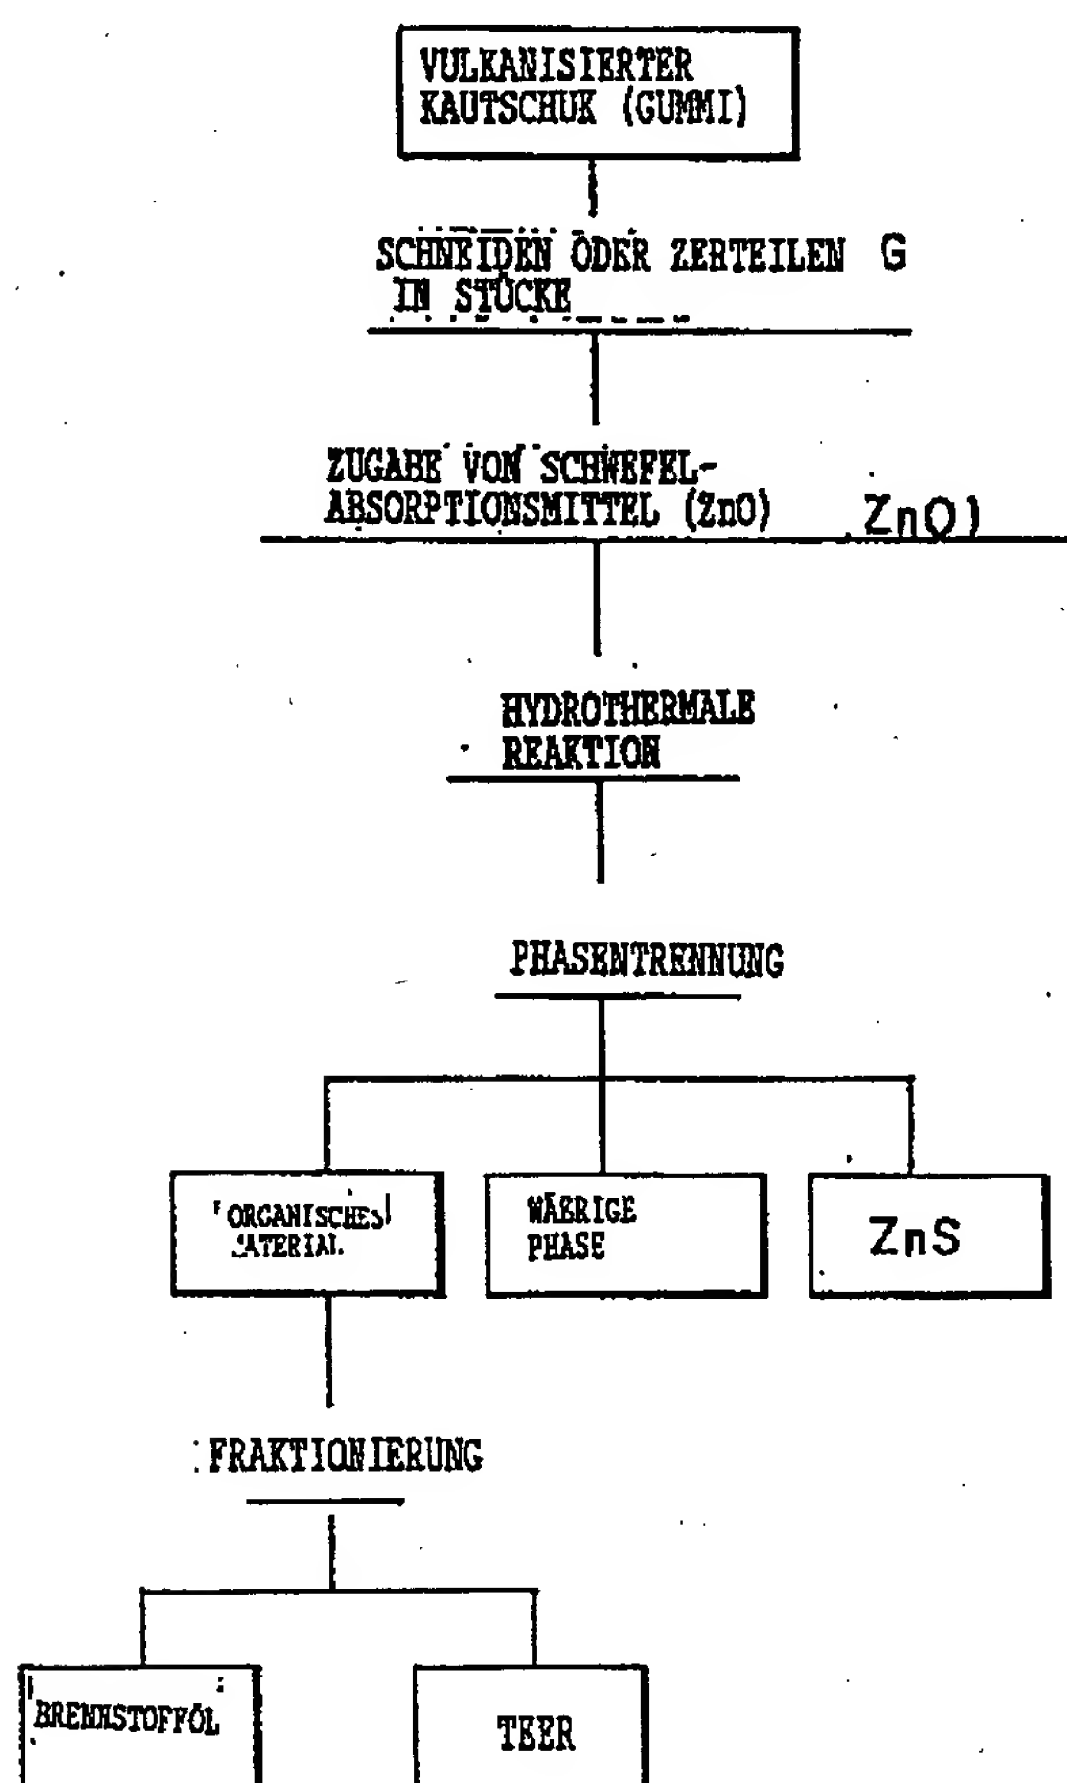 VULKANISIERTER
KAUTSCHUK (GUMMI)
SCHNEIDEN ODER ZERTEILEN G
IN STÜCKE
ZUGABE VON SCHWEFEL-
ABSORPTIONSMITTEL (ZnO) ZnO)
HYDROTHERMALE
REAKTION
PHASENTRENNUNG
ORGANISCHES
MATERIAL
WÄßRIGE
PHASE
ZnS
FRAKTIONIERUNG
BRENNSTOFFÖL
TEER